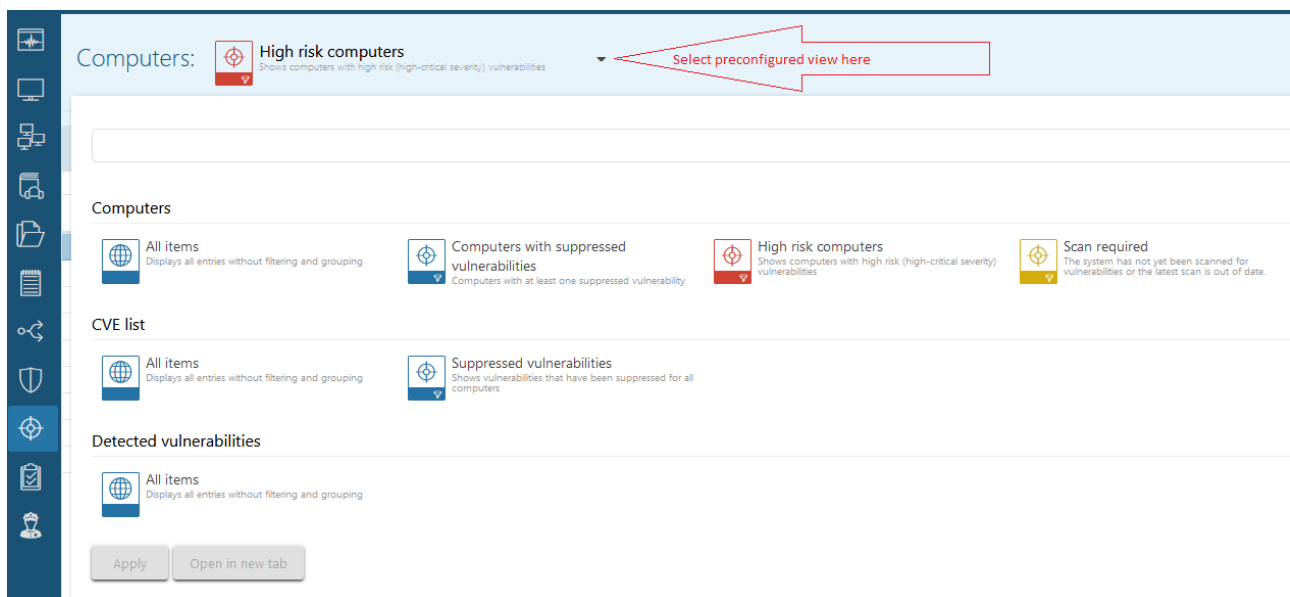 Computers:
High risk computers
Shows computers with high risk (high-critical severity) vulnerabilities
Select preconfigured view here
Computers
All items
Displays all entries without filtering and grouping
Computers with suppressed
vulnerabilities
Computers with at least one suppressed vulnerability
High risk computers
Shows computers with high risk (high-critical severity)
vulnerabilities
Scan required
The system has not yet been scanned for
vulnerabilities or the latest scan is out of date.
CVE list
All items
Displays all entries without filtering and grouping
Suppressed vulnerabilities
Shows vulnerabilities that have been suppressed for all
computers
Detected vulnerabilities
All items
Displays all entries without filtering and grouping
Apply
Open in new tab